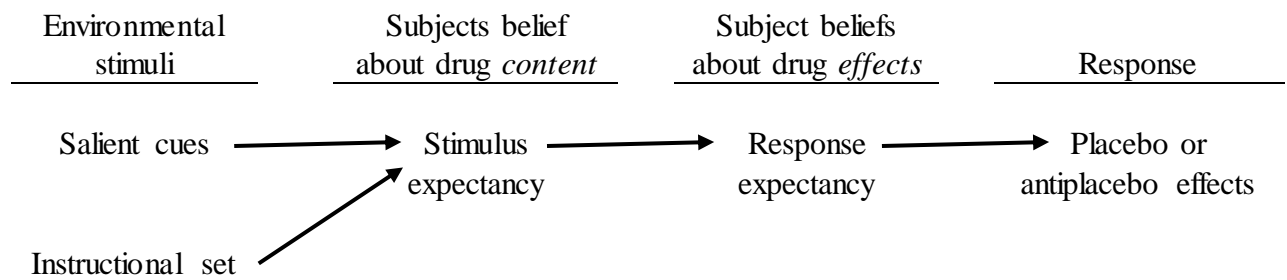 Environmental
stimuli
Subjects belief
about drug content
Subject beliefs
about drug effects
Response
Salient cues
Stimulus
expectancy
Response
expectancy
Placebo or
antiplacebo effects
Instructional set